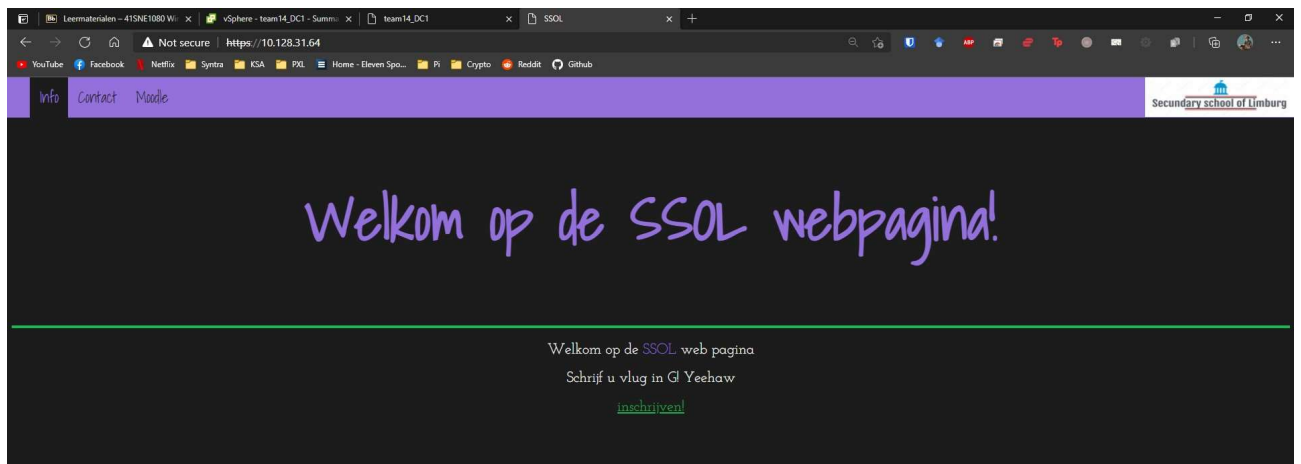 Leermaterialen – 41SNE1080 Wi
vSphere - team14_DC1 - Summa
team14_DC1
SSOL
Not secure
https://10.128.31.64
YouTube Facebook Netflix Syntra KSA PXL Home - Eleven Spo... Pi Crypto Reddit Github
Info Contact Moodle
Secundary school of Limburg
Welkom op de SSOL webpagina!
Welkom op de SSOL web pagina
Schrijf u vlug in G! Yeehaw
inschrijven!